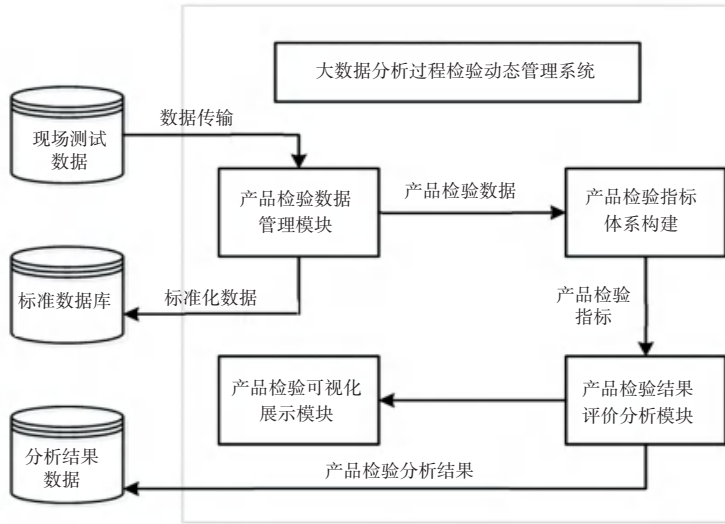 大数据分析过程检验动态管理系统
现场测试
数据
数据传输
产品检验数据
管理模块
产品检验数据
产品检验指标
体系构建
标准数据库
标准化数据
产品检验
指标
产品检验可视化
展示模块
产品检验结果
评价分析模块
分析结果
数据
产品检验分析结果